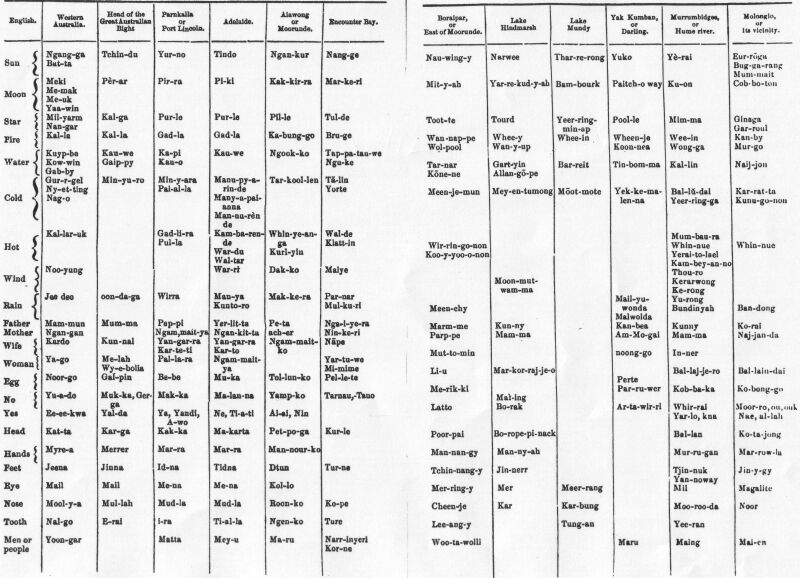 English. Western Australia. Head of the Great Australian Bight Parnkalla or Port Lincoln. Adelaide. Aiawong or Moorunde. Encounter Bay.
Sun Ngang-ga Tchin-du Yur-no Tindo Ngan-kur Nang-ge
But-ta
Moon Meki Pèr-ar Pir-ra Pi-ki Kak-kir-ra Mar-ke-ri
Me-mak
Me-uk
Yaa-win
Star Mil-yarm Kal-ga Pur-le Pur-le Pil-le Tul-de
Nan-gar
Fire Kal-la Kal-la Gad-la Gad-la Ka-bung-go Bru-ge
Water Kuyp-be Kau-we Ka-pi Kau-we Ngook-ko Tap-pa-tau-we
Kow-win Gaip-py Kau-o Ngu-ke
Gab-by
Cold Gur-r-gel Min-yu-ro Min-y-ara Manu-py-a- Tar-kool-len Tä-lin
Ny-et-ting Pai-al-la rin-de Yorte
Nag-o Many-a-pai-
anna
Man-nu-rèn
de
Hot Kal-lar-uk Gad-li-ra Kam-ba-ren- Whin-ye-an- Wal-de
Pul-la de ga Klatt-in
War-du Kuri-yin
Wal-tar
Wind Noo-yung War-ri Dak-ko Maiye
Rain Jee dee oon-da-ga Wirra Man-ya Mak-ke-ra Par-nar
Kunto-ro Mul-ku-ri
Father Mam-mun Mum-ma Pap-pi Yer-lit-ta Pe-ta Nga-i-ye-ra
Mother Ngan-gan Ngam,mait-ya Ngan-kit-ta ach-er Nin-ke-ri
Wife Kardo Kun-nal Yan-gar-ra Yan-gar-ra Ngam-mait- Näpe
Kar-te-ti Kar-to ko
Woman Ya-go Me-lah Pal-la-ra Ngam-mait- Yar-tu-we
Wy-e-bolia ya Mi-mime
Egg Noor-go Gal-pin Be-be Mu-ka Tol-lun-ko Pel-le-te
No Yu-a-do Muk-ka, Ger- Mak-ka Ma-lan-na Yamp-ko Tarnau,-Tauo
ga
Yes Ee-ee-kwa Yal-da Ya, Yandi, Ne, Ti-a-ti Ai-ai, Nin
A-wo
Head Kat-ta Kar-ga Kak-ka Ma-karta Pet-po-ga Kur-le
Hands Myre-a Merrer Mar-ra Mar-ra Man-nour-ko
Feet Jeena Jinna Id-na Tidna Dtun Tur-ne
Eye Mail Mail Me-na Me-na Kol-lo
Nose Mool-y-a Mul-lah Mud-la Mud-la Roon-ko Ko-pe
Tooth Nal-go E-rai i-ra Ti-al-la Ngen-ko Ture
Men or people Yoon-gar Matta Mey-u Ma-ru Narr-inyeri
Kor-ne
Boraipar, or East of Moorunde. Lake Hindmarsh Lake Mundy Yak Kumban, or Darling. Murrumbidgee, or Hume river. Molonglo, or its vicinity.
Nau-wing-y Narwee Thar-re-rong Yuko Yè-rai Eur-röga
Bug-ga-rang
Mum-mait
Mit-y-ah Yar-re-kud-y-ah Bam-bourk Paitch-o way Ku-on Cob-bo-ton
Toot-te Tourd Yeer-ring- Pool-le Mim-ma Ginaga
min-ap Gar-roul
Wan-nap-pe Whee-y Whee-in Wheen-je Wee-in Kan-by
Wol-pool Wan-y-up Koon-nea Wong-ga Mur-go
Tar-nar Gart-yin Bar-reit Tin-bom-ma Kal-lin Naij-jon
Köne-ne Allan-gö-pe
Meen-je-mun Mey-en-tumong Mööt-mote Yek-ke-ma- Bal-lü-dal Kar-rat-ta
len-na Yeer-ring-ga Kunu-go-non
Mum-bau-ra
Wir-rin-go-non Whin-nue Whin-nue
Koo-y-yoo-o-non Yerai-to-lael
Kam-bey-an-no
Thou-ro
Moon-mut- Kerarwong
wam-ma Ke-rong
Mail-yu- Yu-rong
Meen-chy wonda Bundinyah Ban-dong
Malwolda
Marm-me Kun-ny Kan-bea Kunny Ko-rai
Parp-pe Mam-ma Am-Mo-gai Mam-ma Naj-jan-da
Mut-to-min noong-go In-ner
Li-u Mar-kor-raj-je-o Bal-laj-je-ro Bal-lain-dai
Perte
Me-rik-ki Par-ru-wer Kob-ba-ka Ko-bong-go
Mal-ing
Latto Bo-rak Ar-ta-wir-ri Whir-rai Moor-ro, ou, ouk
Yar-lo, kna Nae, al-lah
Poor-pai Bo-rope-pi-nack Bal-lan Ko-ta-jong
Man-nan-gy Man-ny-ah Mur-ru-gan Mar-row-la
Tchin-nang-y Jin-nerr Tjin-nuk Jin-y-gy
Yan-noway
Mer-ring-y Mer Meer-rang Mil Magalite
Cheen-je Kar Kar-bung Moo-roo-da Noor
Lee-ang-y Tung-an Yee-ran
Woo-ta-wolli Maru Maing Mai-en